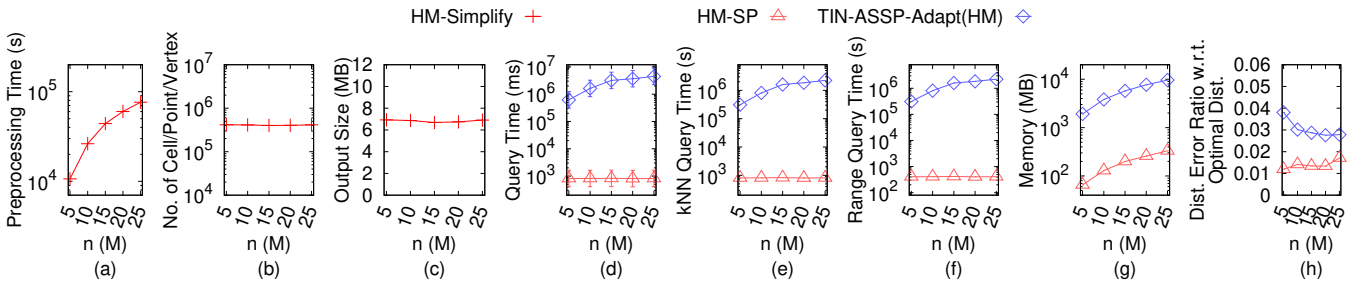 HM-Simplify HM-SP TIN-ASSP-Adapt(HM)
Preprocessing Time (s)
10^5
10^4
5 10 15 20 25
n (M)
(a)
No. of Cell/Point/Vertex
10^7
10^6
10^5
10^4
5 10 15 20 25
n (M)
(b)
Output Size (MB)
12
10
8
6
4
2
0
5 10 15 20 25
n (M)
(c)
Query Time (ms)
10^7
10^6
10^5
10^4
10^3
5 10 15 20 25
n (M)
(d)
kNN Query Time (s)
10^6
10^5
10^4
10^3
5 10 15 20 25
n (M)
(e)
Range Query Time (s)
10^6
10^5
10^4
10^3
10^2
5 10 15 20 25
n (M)
(f)
Memory (MB)
10^4
10^3
10^2
5 10 15 20 25
n (M)
(g)
Dist. Error Ratio w.r.t.
Optimal Dist.
0.06
0.05
0.04
0.03
0.02
0.01
0
5 10 15 20 25
n (M)
(h)